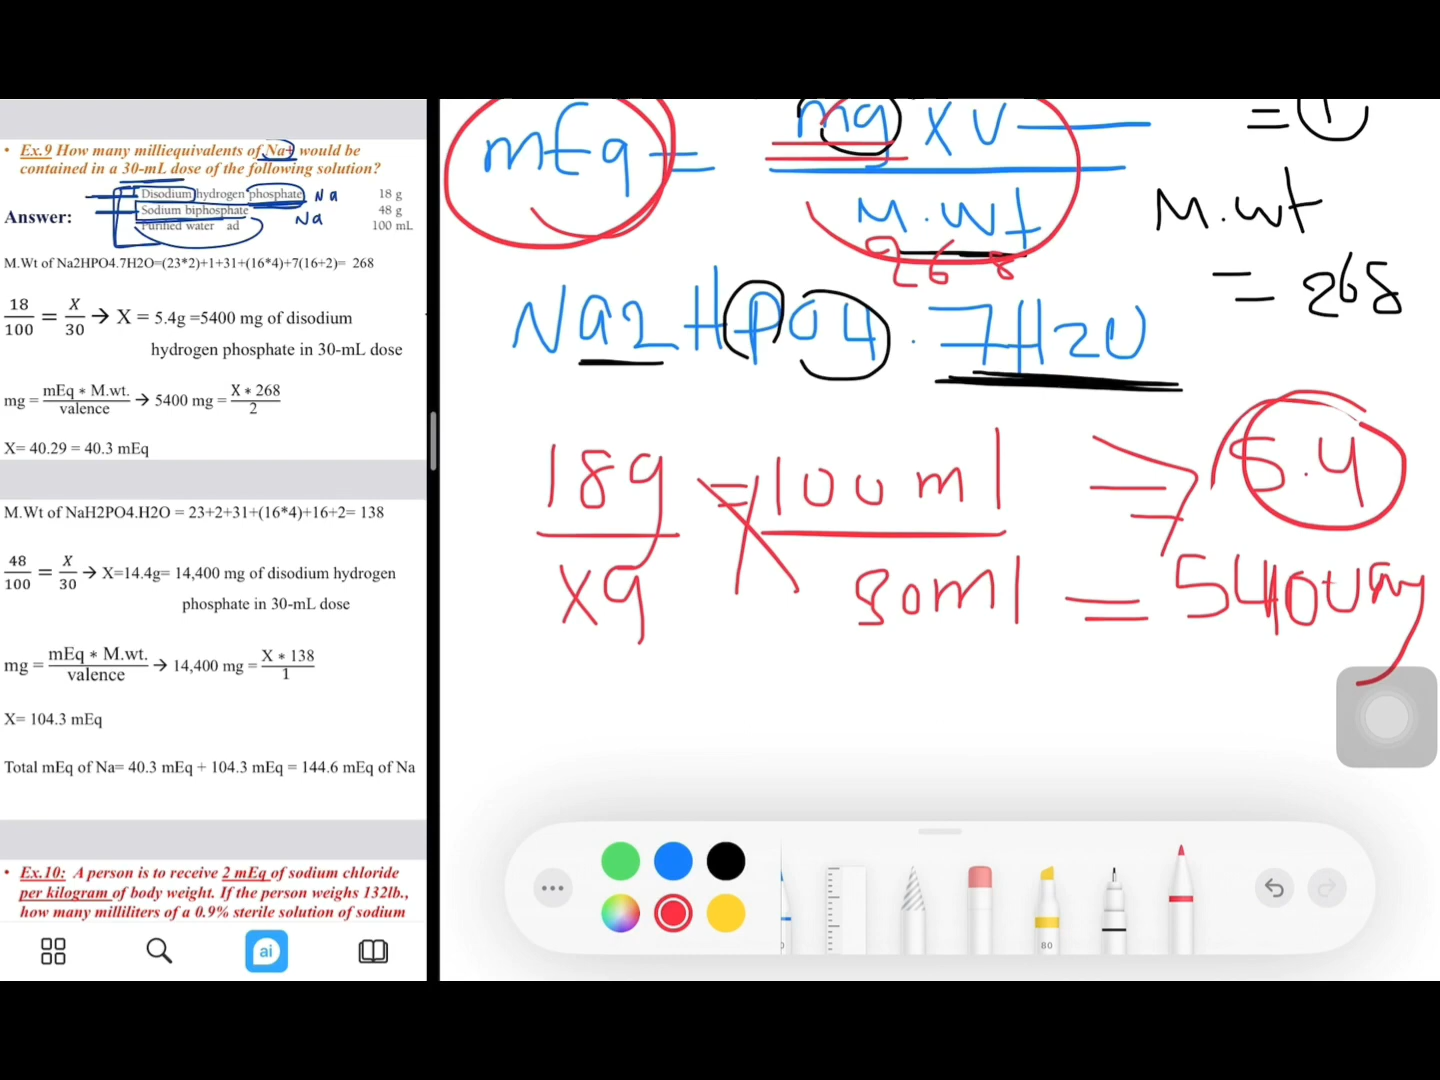 • Ex.9 How many milliequivalents of Na+ would be
contained in a 30-mL dose of the following solution?
Disodium hydrogen phosphate Na 18 g
Answer: Sodium biphosphate Na 48 g
Purified water ad 100 mL
M.Wt of Na2HPO4.7H2O=(23*2)+1+31+(16*4)+7(16+2)= 268
18/100 = X/30 → X = 5.4g =5400 mg of disodium
hydrogen phosphate in 30-mL dose
mg = mEq * M.wt./valence → 5400 mg = X * 268/2
X= 40.29 = 40.3 mEq
M.Wt of NaH2PO4.H2O = 23+2+31+(16*4)+16+2= 138
48/100 = X/30 → X=14.4g= 14,400 mg of disodium hydrogen
phosphate in 30-mL dose
mg = mEq * M.wt./valence → 14,400 mg = X * 138/1
X= 104.3 mEq
Total mEq of Na= 40.3 mEq + 104.3 mEq = 144.6 mEq of Na
• Ex.10: A person is to receive 2 mEq of sodium chloride
per kilogram of body weight. If the person weighs 132lb.,
how many milliliters of a 0.9% sterile solution of sodium
ai
mEq = mg X V
M.wt
268
= 1
M.wt
= 268
Na2HPO4 . 7H2O
18g = 100 ml 5.4
xg 30ml = 5400mg
80